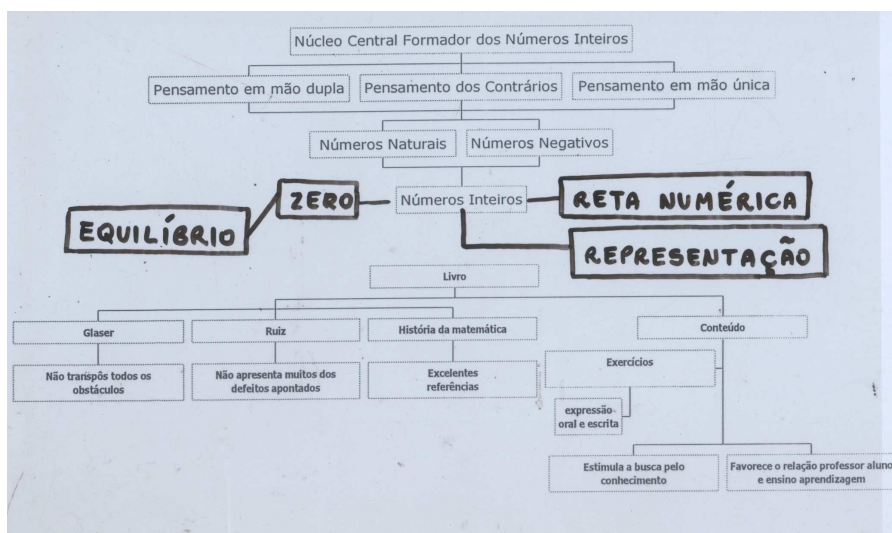 Núcleo Central Formador dos Números Inteiros
Pensamento em mão dupla
Pensamento dos Contrários
Pensamento em mão única
Números Naturais
Números Negativos
ZERO
Números Inteiros
RETA NUMÉRICA
EQUILÍBRIO
REPRESENTAÇÃO
Livro
Glaser
Ruiz
História da matemática
Conteúdo
Não transpôs todos os
obstáculos
Não apresenta muitos dos
defeitos apontados
Excelentes
referências
Exercícios
expressão
oral e escrita
Estimula a busca pelo
conhecimento
Favorece o relação professor aluno
e ensino aprendizagem